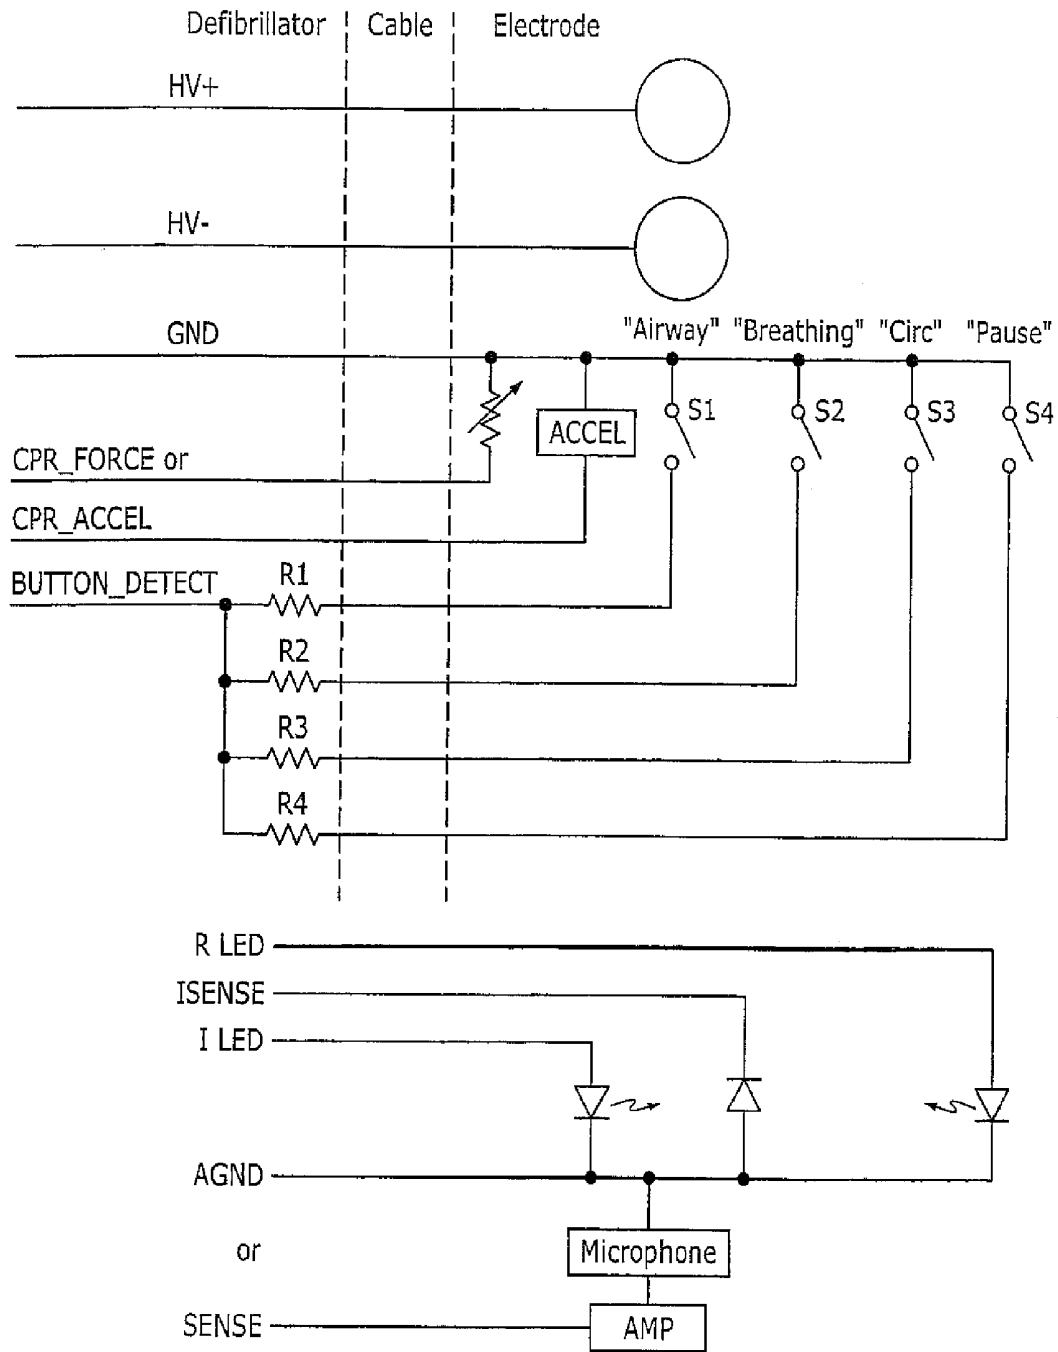 Defibrillator Cable Electrode
HV+
HV-
GND
"Airway" "Breathing" "Circ" "Pause"
S1 S2 S3 S4
ACCEL
CPR_FORCE or
CPR_ACCEL
BUTTON_DETECT
R1
R2
R3
R4
R LED
ISENSE
I LED
AGND
or
Microphone
SENSE
AMP